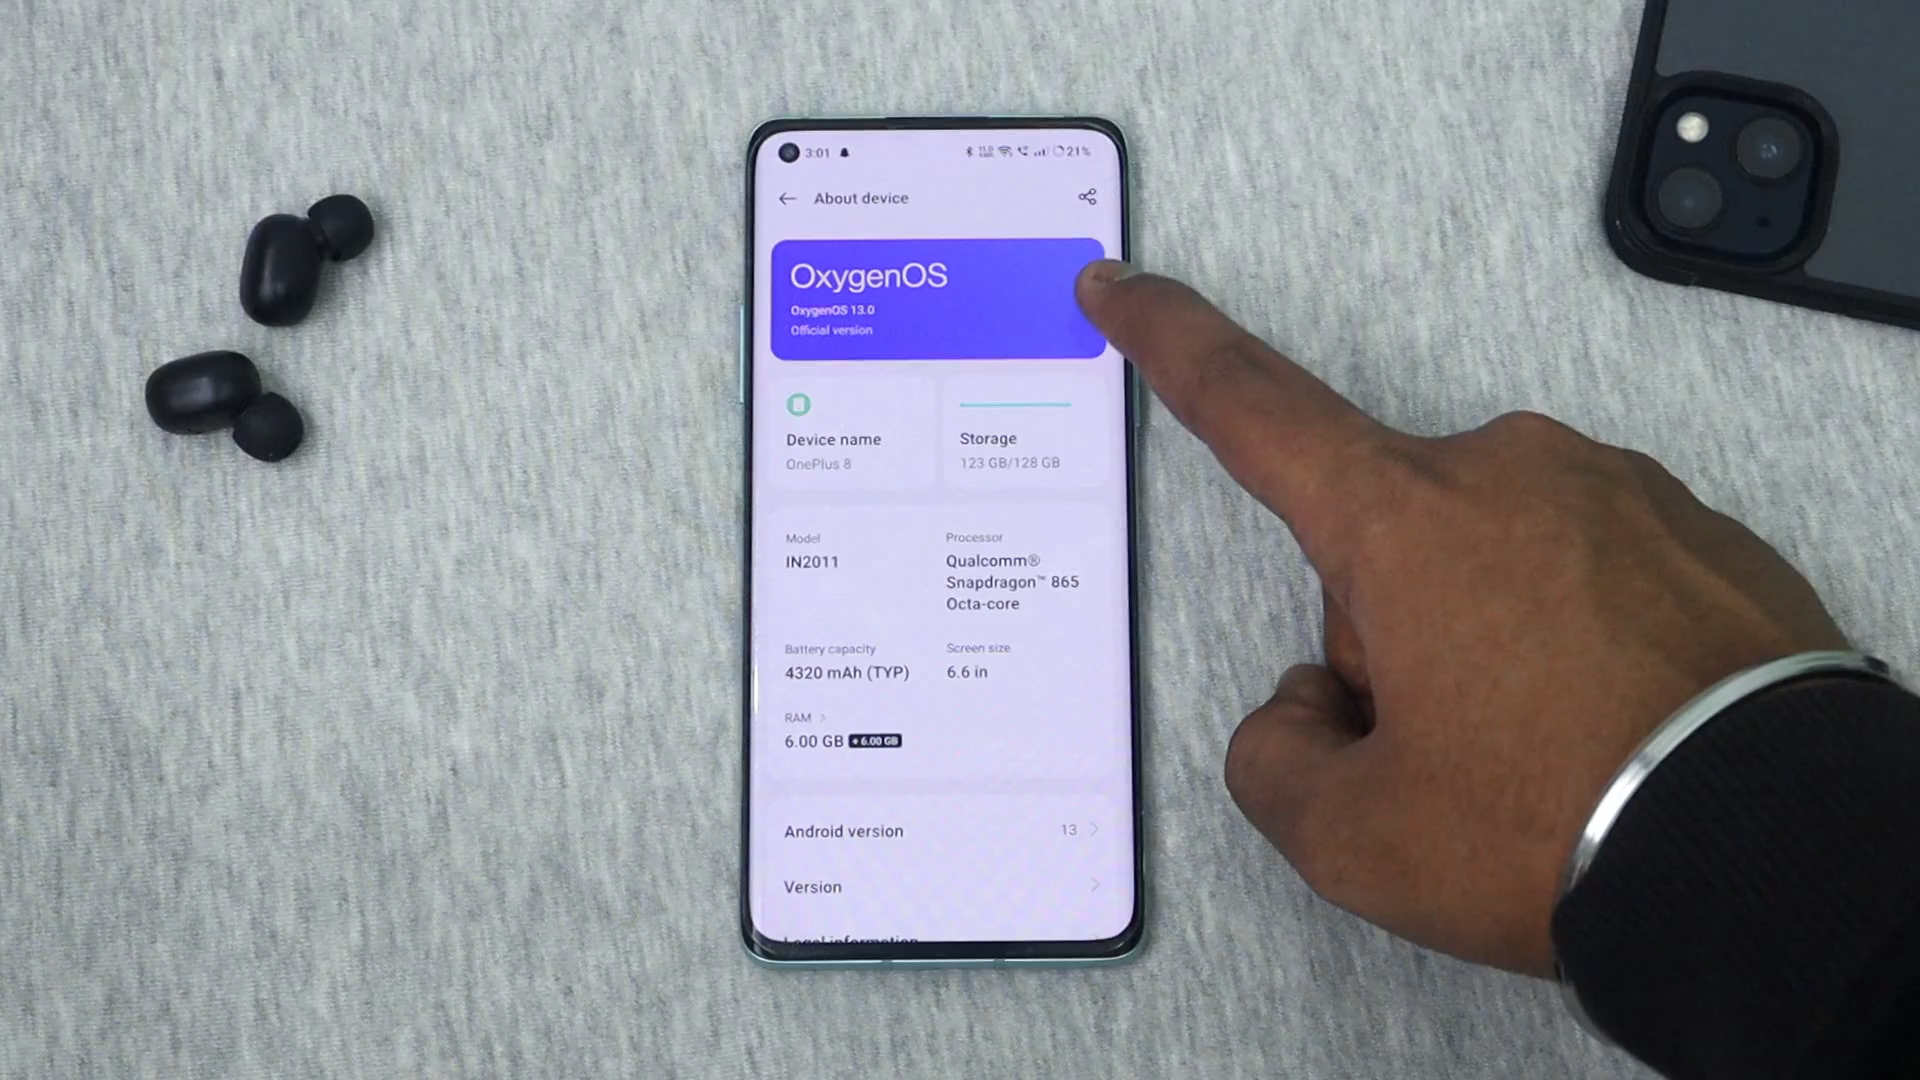 3:01
21%
About device
OxygenOS
OxygenOS 13.0
Official version
Device name
OnePlus 8
Storage
123 GB/128 GB
Model
IN2011
Processor
Qualcomm®
Snapdragon™ 865
Octa-core
Battery capacity
4320 mAh (TYP)
Screen size
6.6 in
RAM
6.00 GB +6.00 GB
Android version 13
Version
Legal information